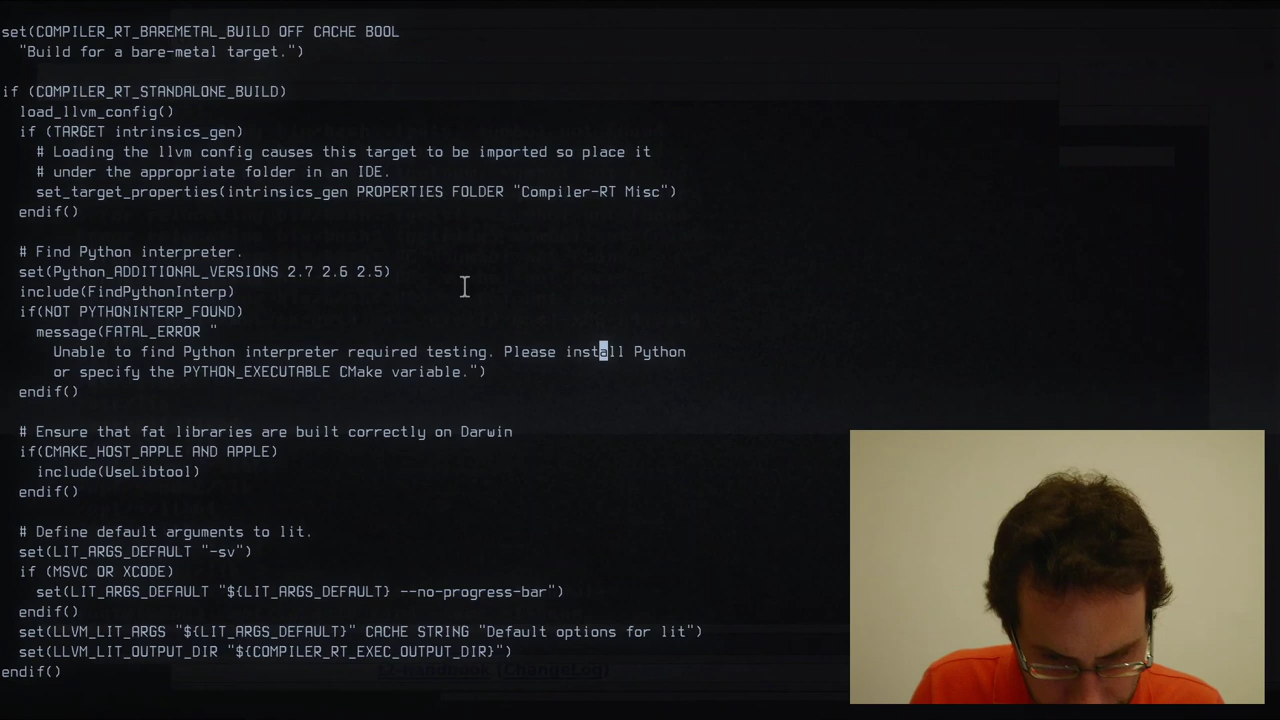 set(COMPILER_RT_BAREMETAL_BUILD OFF CACHE BOOL
"Build for a bare-metal target.")
if (COMPILER_RT_STANDALONE_BUILD)
load_llvm_config()
if (TARGET intrinsics_gen)
# Loading the llvm config causes this target to be imported so place it
# under the appropriate folder in an IDE.
set_target_properties(intrinsics_gen PROPERTIES FOLDER "Compiler-RT Misc")
endif()
# Find Python interpreter.
set(Python_ADDITIONAL_VERSIONS 2.7 2.6 2.5)
include(FindPythonInterp)
if(NOT PYTHONINTERP_FOUND)
message(FATAL_ERROR "
Unable to find Python interpreter required testing. Please install Python
or specify the PYTHON_EXECUTABLE CMake variable.")
endif()
# Ensure that fat libraries are built correctly on Darwin
if(CMAKE_HOST_APPLE AND APPLE)
include(UseLibtool)
endif()
# Define default arguments to lit.
set(LIT_ARGS_DEFAULT "-sv")
if (MSVC OR XCODE)
set(LIT_ARGS_DEFAULT "${LIT_ARGS_DEFAULT} --no-progress-bar")
endif()
set(LLVM_LIT_ARGS "${LIT_ARGS_DEFAULT}" CACHE STRING "Default options for lit")
set(LLVM_LIT_OUTPUT_DIR "${COMPILER_RT_EXEC_OUTPUT_DIR}")
endif()